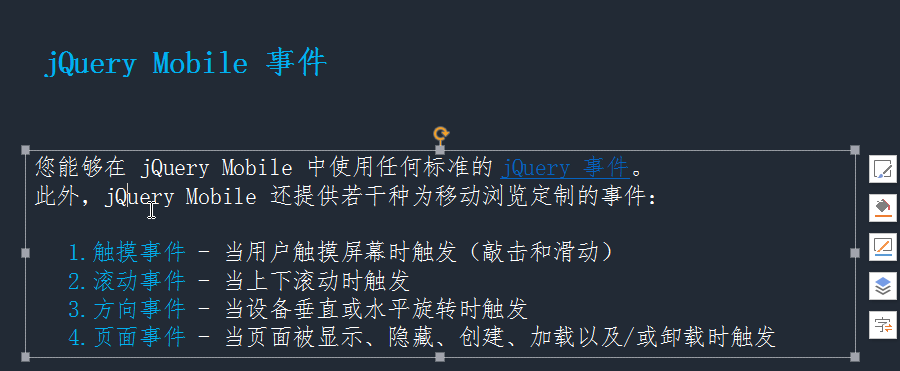 jQuery Mobile 事件
您能够在 jQuery Mobile 中使用任何标准的 jQuery 事件。
此外，jQuery Mobile 还提供若干种为移动浏览定制的事件：
1.触摸事件 - 当用户触摸屏幕时触发（敲击和滑动）
2.滚动事件 - 当上下滚动时触发
3.方向事件 - 当设备垂直或水平旋转时触发
4.页面事件 - 当页面被显示、隐藏、创建、加载以及/或卸载时触发
字